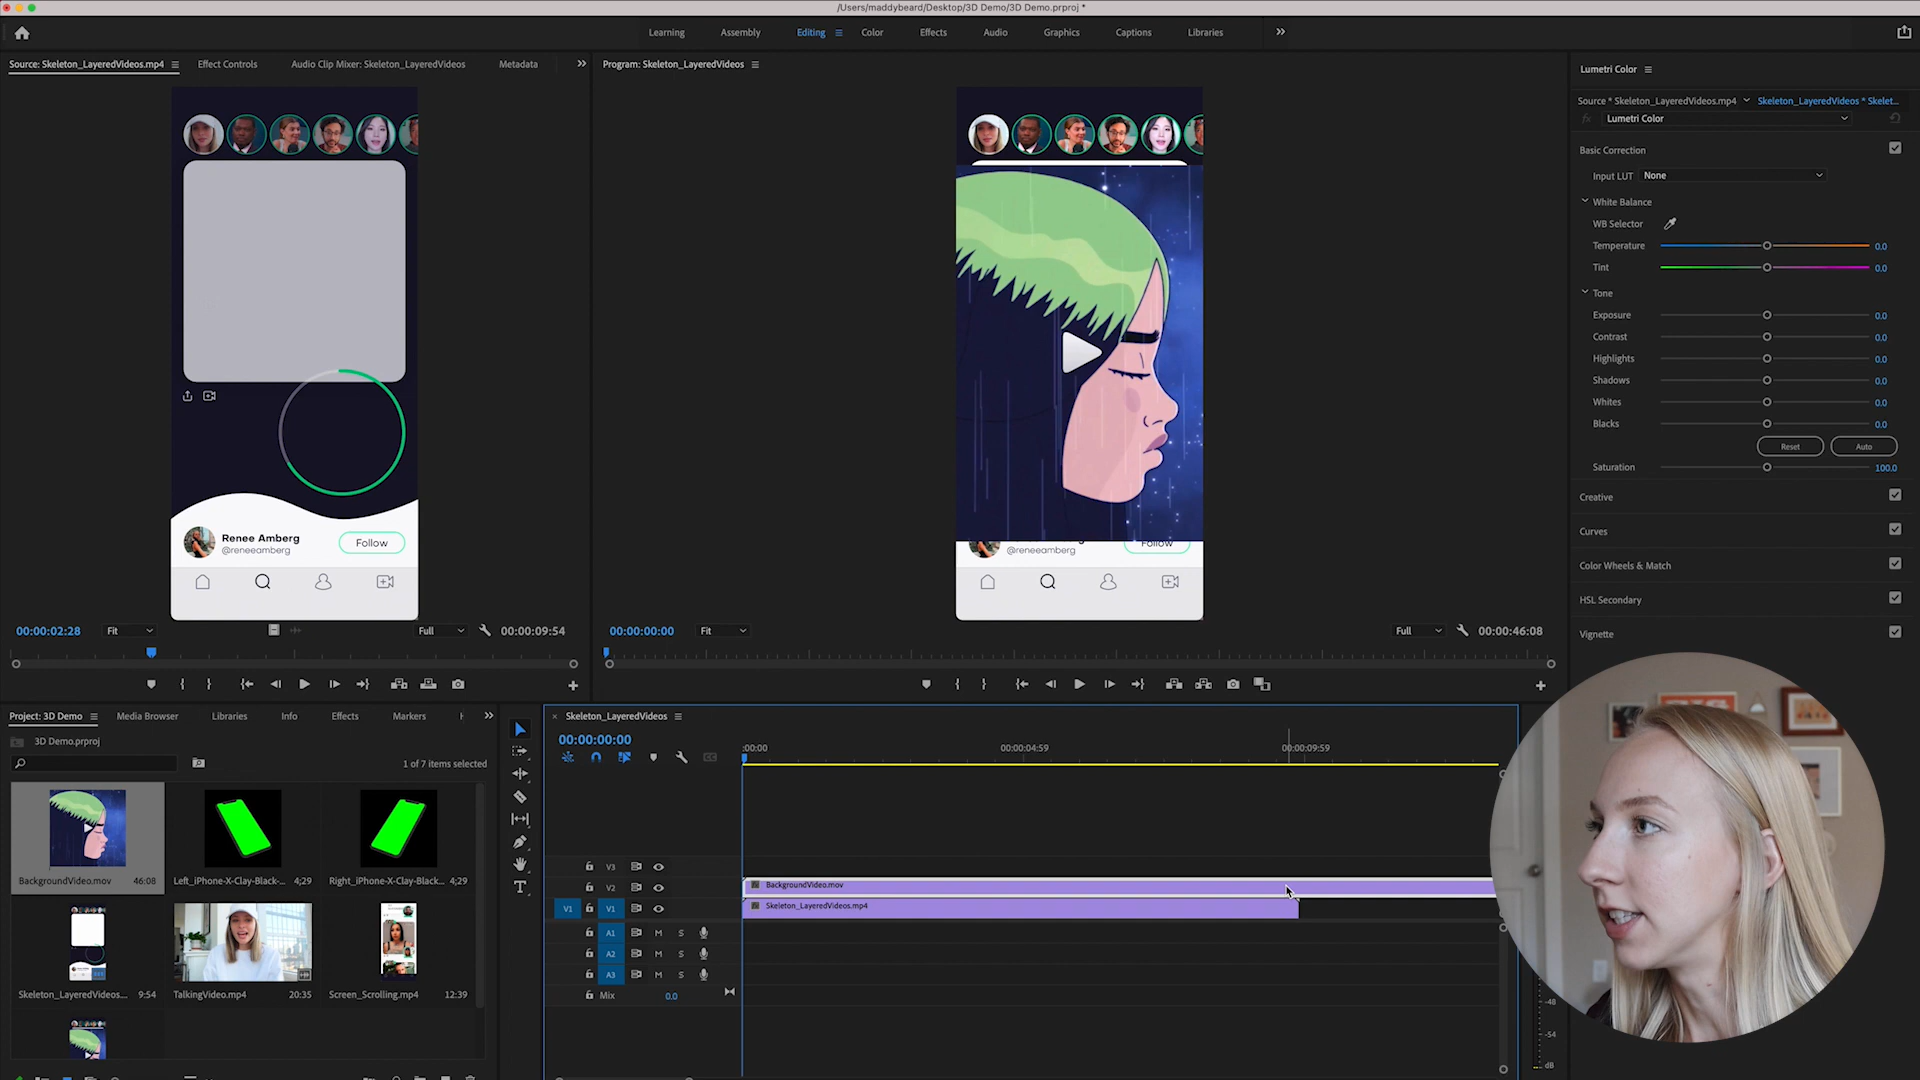 /Users/maddybeard/Desktop/3D Demo/3D Demo.prproj *
Learning
Assembly
Editing
Color
Effects
Audio
Graphics
Captions
Libraries
Source: Skeleton_LayeredVideos.mp4
Effect Controls
Audio Clip Mixer: Skeleton_LayeredVideos
Metadata
Program: Skeleton_LayeredVideos
Lumetri Color
Source * Skeleton_LayeredVideos.mp4
Skeleton_LayeredVideos * Skelet...
fx
Lumetri Color
Basic Correction
Input LUT
None
White Balance
WB Selector
Temperature
0.0
Tint
0.0
Tone
Exposure
0.0
Contrast
0.0
Highlights
0.0
Shadows
0.0
Whites
0.0
Blacks
0.0
Reset
Auto
Saturation
100.0
Creative
Curves
Color Wheels & Match
HSL Secondary
Vignette
Renee Amberg
@reneeamberg
Follow
@reneeamberg
Follow
00:00:02:28
Fit
Full
00:00:09:54
00:00:00:00
Fit
Full
00:00:46:08
Project: 3D Demo
Media Browser
Libraries
Info
Effects
Markers
3D Demo.prproj
1 of 7 items selected
BackgroundVideo.mov
46:08
Left_iPhone-X-Clay-Black-...
4;29
Right_iPhone-X-Clay-Black...
4;29
Skeleton_LayeredVideos...
9:54
TalkingVideo.mp4
20:35
Screen_Scrolling.mp4
12:39
Skeleton_LayeredVideos
00:00:00:00
:00:00
00:00:04:59
00:00:09:59
V3
V2
BackgroundVideo.mov
V1
V1
Skeleton_LayeredVideos.mp4
A1
M
S
A2
M
S
A3
M
S
Mix
0.0
-48
-54
dB